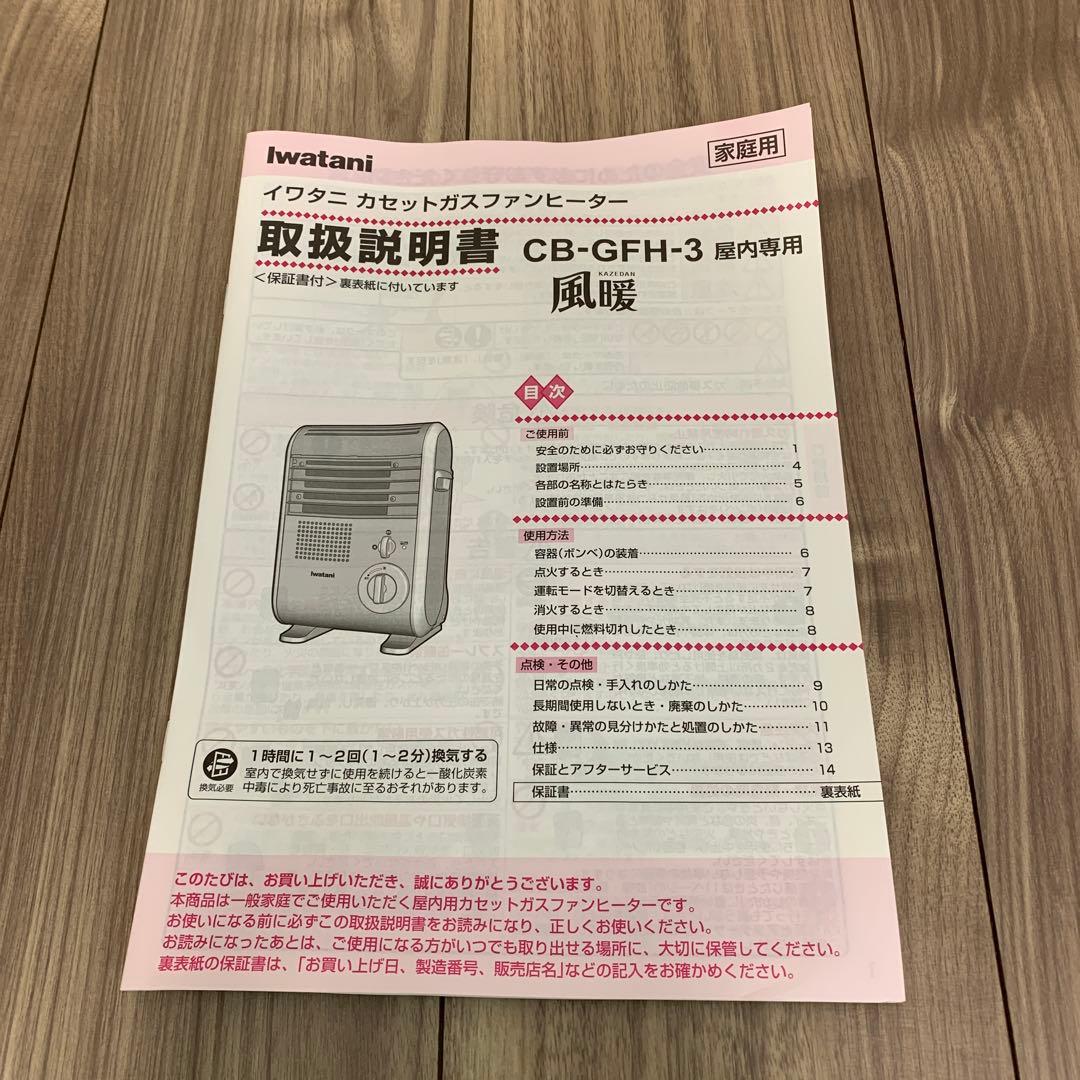 Iwatani
家庭用
イワタニ カセットガスファンヒーター
取扱説明書 CB-GFH-3 屋内専用
<保証書付>裏表紙に付いています
KAZEDAN
風暖
目次
ご使用前
安全のために必ずお守りください…………………… 1
設置場所…………………………………………………… 4
各部の名称とはたらき…………………………………… 5
設置前の準備……………………………………………… 6
使用方法
容器(ボンベ)の装着……………………………………… 6
点火するとき……………………………………………… 7
運転モードを切替えるとき……………………………… 7
消火するとき……………………………………………… 8
使用中に燃料切れしたとき……………………………… 8
点検・その他
日常の点検・手入れのしかた…………………………… 9
長期間使用しないとき・廃棄のしかた……………… 10
故障・異常の見分けかたと処置のしかた…………… 11
仕様………………………………………………………… 13
保証とアフターサービス………………………………… 14
保証書……………………………………………………… 裏表紙
Iwatani
換気必要
1時間に1〜2回(1〜2分)換気する
室内で換気せずに使用を続けると一酸化炭素
中毒により死亡事故に至るおそれがあります。
このたびは、お買い上げいただき、誠にありがとうございます。
本商品は一般家庭でご使用いただく屋内用カセットガスファンヒーターです。
お使いになる前に必ずこの取扱説明書をお読みになり、正しくお使いください。
お読みになったあとは、ご使用になる方がいつでも取り出せる場所に、大切に保管してください。
裏表紙の保証書は、「お買い上げ日、製造番号、販売店名」などの記入をお確かめください。